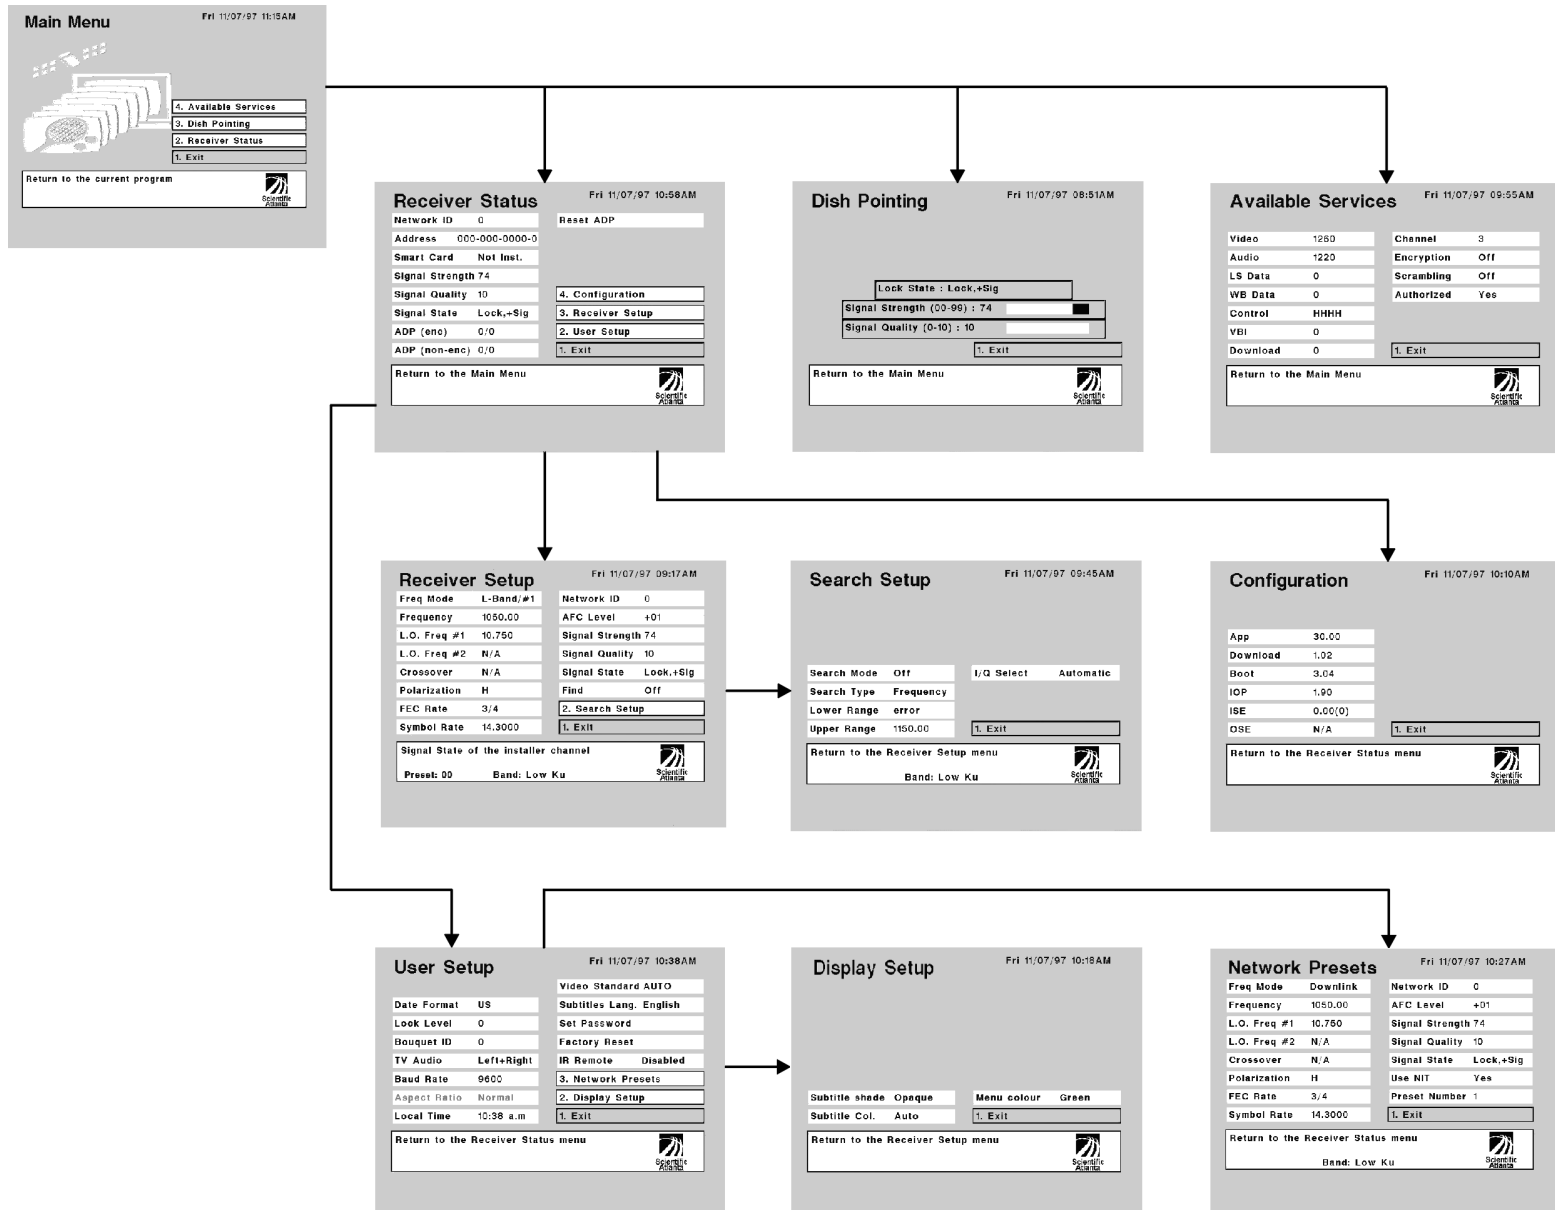 Main Menu
Fri 11/07/97 11:15AM
4. Available Services
3. Dish Pointing
2. Receiver Status
1. Exit
Return to the current program
Scientific
Atlanta
Receiver Status
Fri 11/07/97 10:58AM
Network ID 0
Reset ADP
Address 000-000-0000-0
Smart Card Not Inst.
Signal Strength 74
Signal Quality 10
4. Configuration
Signal State Lock,+Sig
3. Receiver Setup
ADP (enc) 0/0
2. User Setup
ADP (non-enc) 0/0
1. Exit
Return to the Main Menu
Scientific
Atlanta
Dish Pointing
Fri 11/07/97 08:51AM
Lock State : Lock,+Sig
Signal Strength (00-99) : 74
Signal Quality (0-10) : 10
1. Exit
Return to the Main Menu
Scientific
Atlanta
Available Services
Fri 11/07/97 09:55AM
Video 1260
Channel 3
Audio 1220
Encryption Off
LS Data 0
Scrambling Off
WB Data 0
Authorized Yes
Control HHHH
VBI 0
Download 0
1. Exit
Return to the Main Menu
Scientific
Atlanta
Receiver Setup
Fri 11/07/97 09:17AM
Freq Mode L-Band/#1
Network ID 0
Frequency 1050.00
AFC Level +01
L.O. Freq #1 10.750
Signal Strength 74
L.O. Freq #2 N/A
Signal Quality 10
Crossover N/A
Signal State Lock,+Sig
Polarization H
Find Off
FEC Rate 3/4
2. Search Setup
Symbol Rate 14.3000
1. Exit
Signal State of the installer channel
Preset: 00 Band: Low Ku
Scientific
Atlanta
Search Setup
Fri 11/07/97 09:45AM
Search Mode Off
I/Q Select Automatic
Search Type Frequency
Lower Range error
Upper Range 1150.00
1. Exit
Return to the Receiver Setup menu
Band: Low Ku
Scientific
Atlanta
Configuration
Fri 11/07/97 10:10AM
App 30.00
Download 1.02
Boot 3.04
IOP 1.90
ISE 0.00(0)
OSE N/A
1. Exit
Return to the Receiver Status menu
Scientific
Atlanta
User Setup
Fri 11/07/97 10:38AM
Video Standard AUTO
Date Format US
Subtitles Lang. English
Lock Level 0
Set Password
Bouquet ID 0
Factory Reset
TV Audio Left+Right
IR Remote Disabled
Baud Rate 9600
3. Network Presets
Aspect Ratio Normal
2. Display Setup
Local Time 10:38 a.m
1. Exit
Return to the Receiver Status menu
Scientific
Atlanta
Display Setup
Fri 11/07/97 10:18AM
Subtitle shade Opaque
Menu colour Green
Subtitle Col. Auto
1. Exit
Return to the Receiver Setup menu
Scientific
Atlanta
Network Presets
Fri 11/07/97 10:27AM
Freq Mode Downlink
Network ID 0
Frequency 1050.00
AFC Level +01
L.O. Freq #1 10.750
Signal Strength 74
L.O. Freq #2 N/A
Signal Quality 10
Crossover N/A
Signal State Lock,+Sig
Polarization H
Use NIT Yes
FEC Rate 3/4
Preset Number 1
Symbol Rate 14.3000
1. Exit
Return to the Receiver Status menu
Band: Low Ku
Scientific
Atlanta